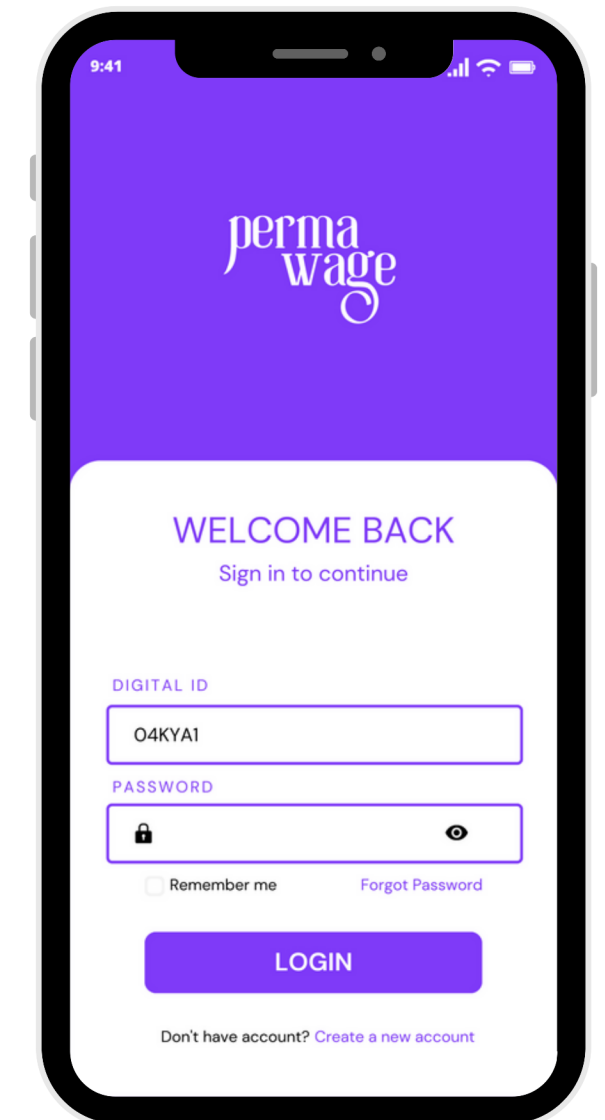 9:41
perma
wage
WELCOME BACK
Sign in to continue
DIGITAL ID
04KYA1
PASSWORD
Remember me Forgot Password
LOGIN
Don't have account? Create a new account